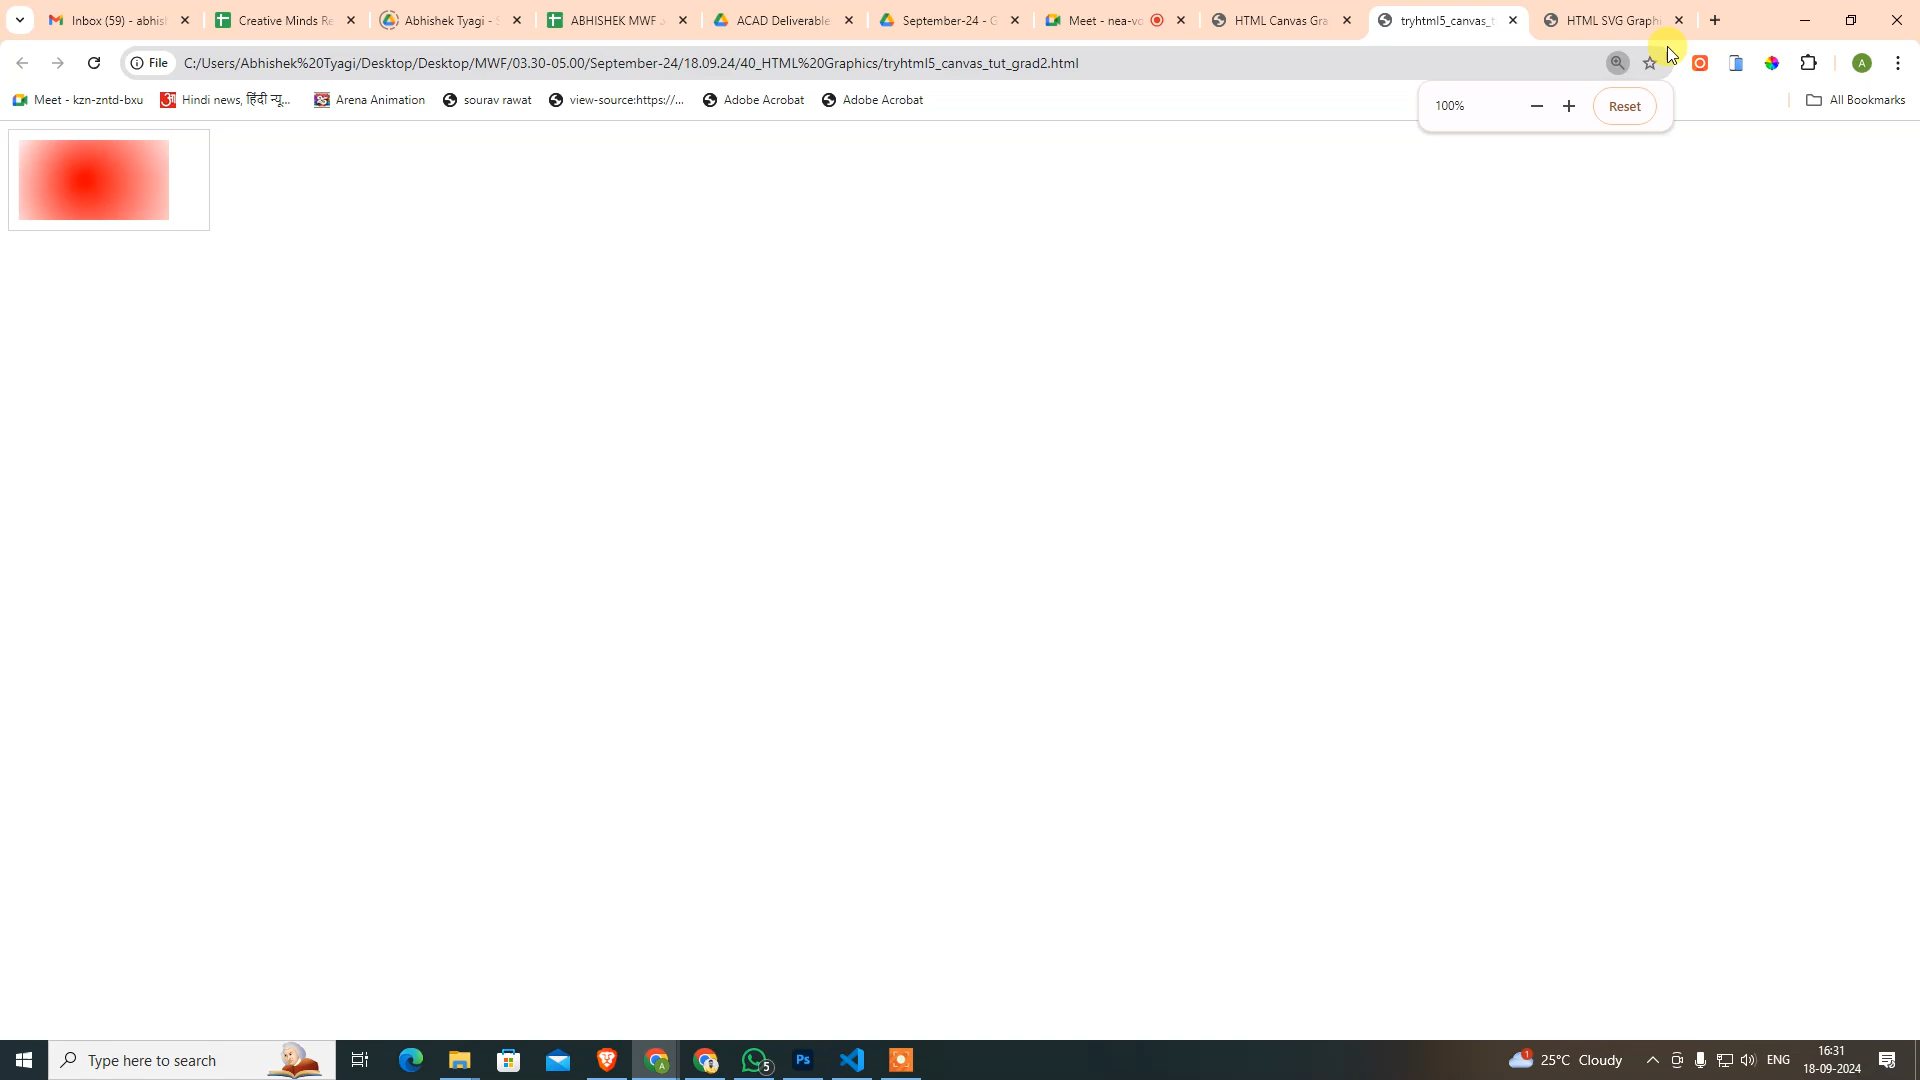 Inbox (59) - abhis
Creative Minds Re
Abhishek Tyagi - S
ABHISHEK MWF
ACAD Deliverable
September-24 - G
Meet - nea-vo
HTML Canvas Gra
tryhtml5_canvas_t
HTML SVG Graphi
File
C:/Users/Abhishek%20Tyagi/Desktop/Desktop/MWF/03.30-05.00/September-24/18.09.24/40_HTML%20Graphics/tryhtml5_canvas_tut_grad2.html
A
Meet - kzn-zntd-bxu
Hindi news, हिंदी न्यू...
Arena Animation
sourav rawat
view-source:https://...
Adobe Acrobat
Adobe Acrobat
All Bookmarks
100%
Reset
Type here to search
A
5
Ps
1
25°C Cloudy
ENG
16:31
18-09-2024